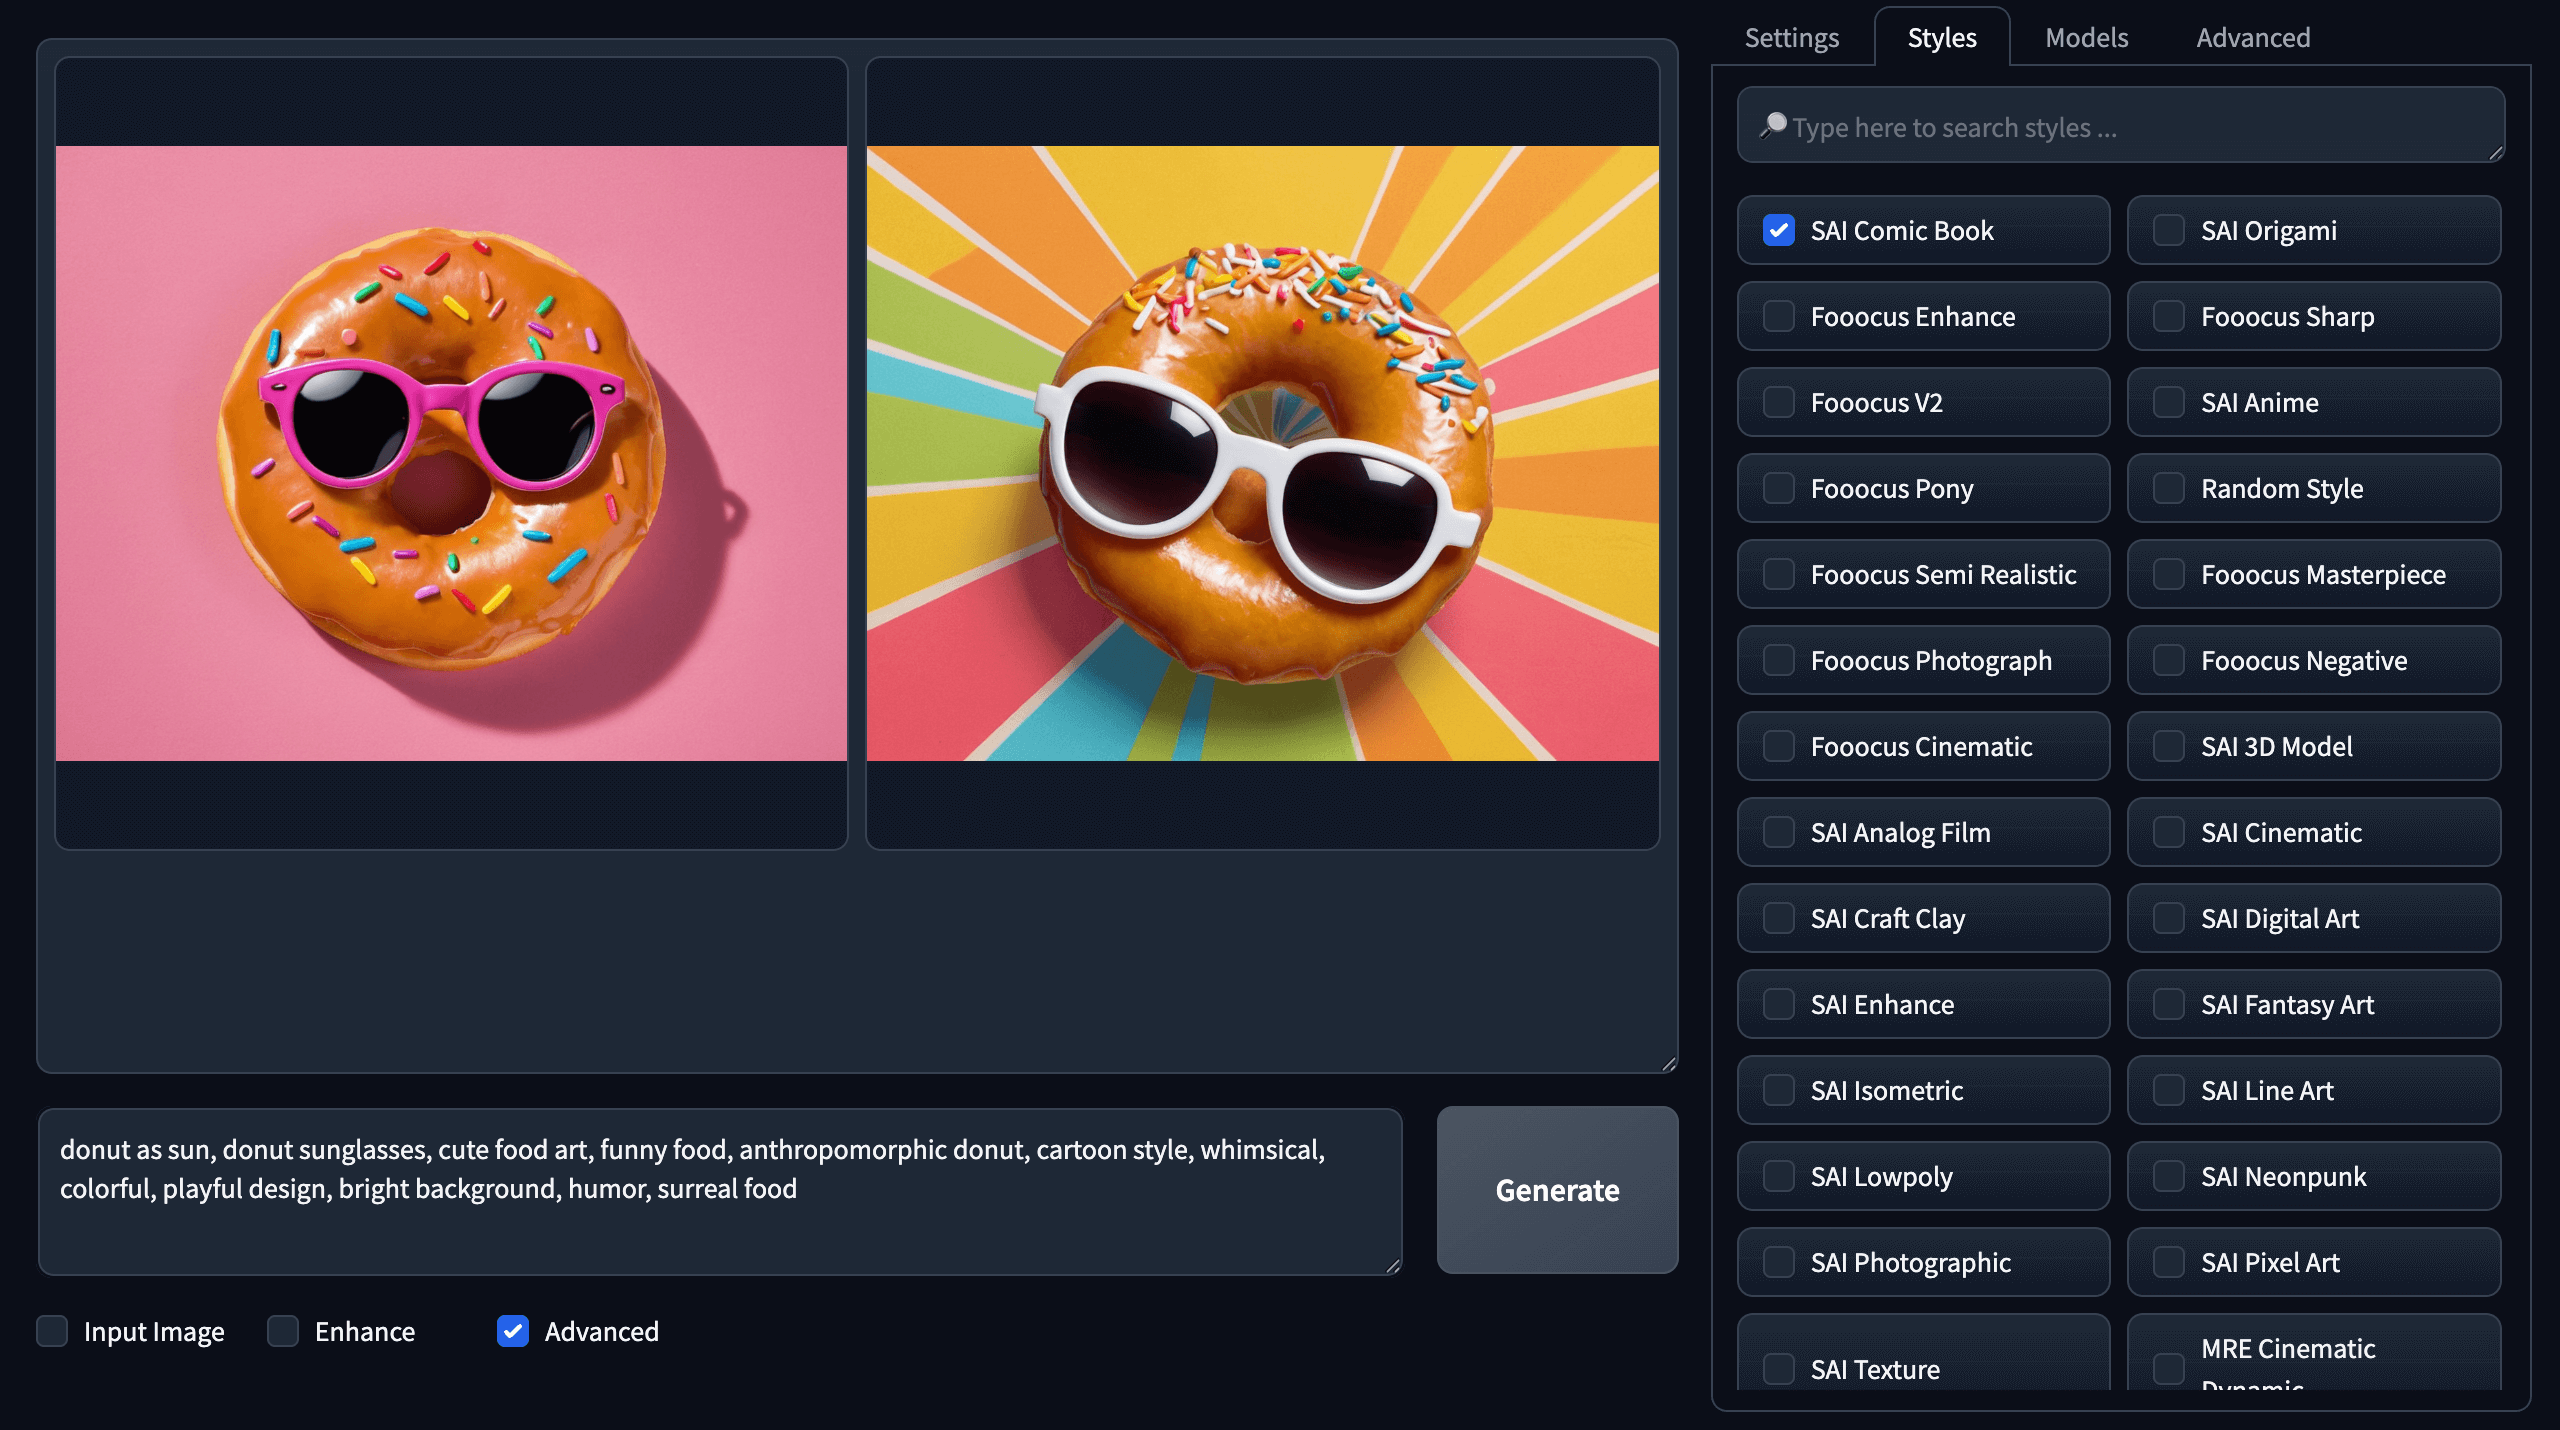 Settings
Styles
Models
Advanced
Type here to search styles ...
SAI Comic Book
SAI Origami
Fooocus Enhance
Fooocus Sharp
Fooocus V2
SAI Anime
Fooocus Pony
Random Style
Fooocus Semi Realistic
Fooocus Masterpiece
Fooocus Photograph
Fooocus Negative
Fooocus Cinematic
SAI 3D Model
SAI Analog Film
SAI Cinematic
SAI Craft Clay
SAI Digital Art
SAI Enhance
SAI Fantasy Art
SAI Isometric
SAI Line Art
SAI Lowpoly
SAI Neonpunk
SAI Photographic
SAI Pixel Art
SAI Texture
MRE Cinematic
Dynamic
donut as sun, donut sunglasses, cute food art, funny food, anthropomorphic donut, cartoon style, whimsical,
colorful, playful design, bright background, humor, surreal food
Generate
Input Image
Enhance
Advanced